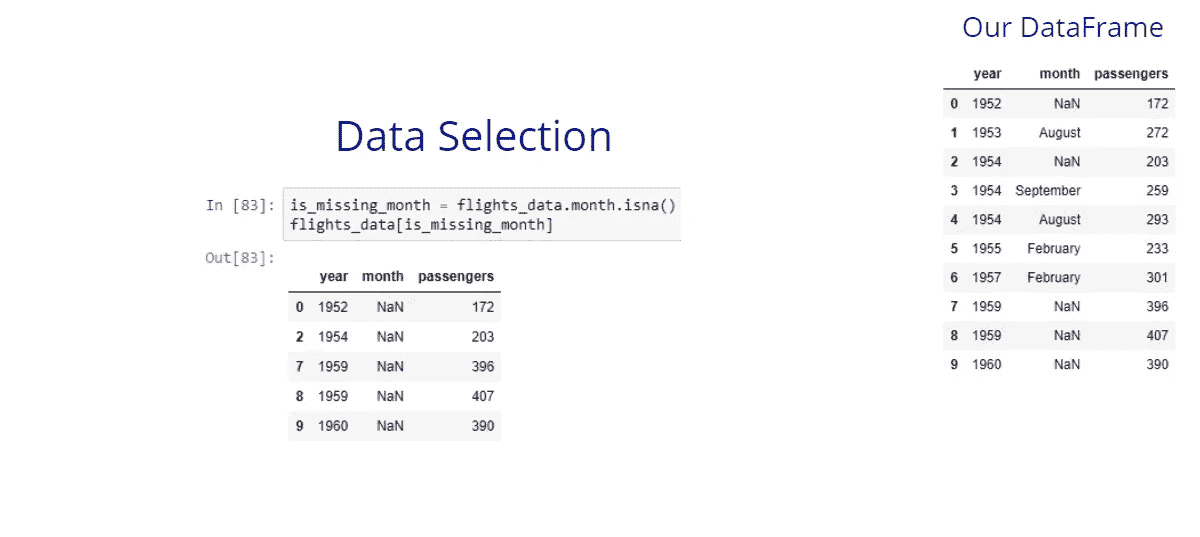 Data Selection
In [83]: is_missing_month = flights_data.month.isna()
flights_data[is_missing_month]
Out[83]:
year month passengers
0 1952 NaN 172
2 1954 NaN 203
7 1959 NaN 396
8 1959 NaN 407
9 1960 NaN 390
Our DataFrame
year month passengers
0 1952 NaN 172
1 1953 August 272
2 1954 NaN 203
3 1954 September 259
4 1954 August 293
5 1955 February 233
6 1957 February 301
7 1959 NaN 396
8 1959 NaN 407
9 1960 NaN 390